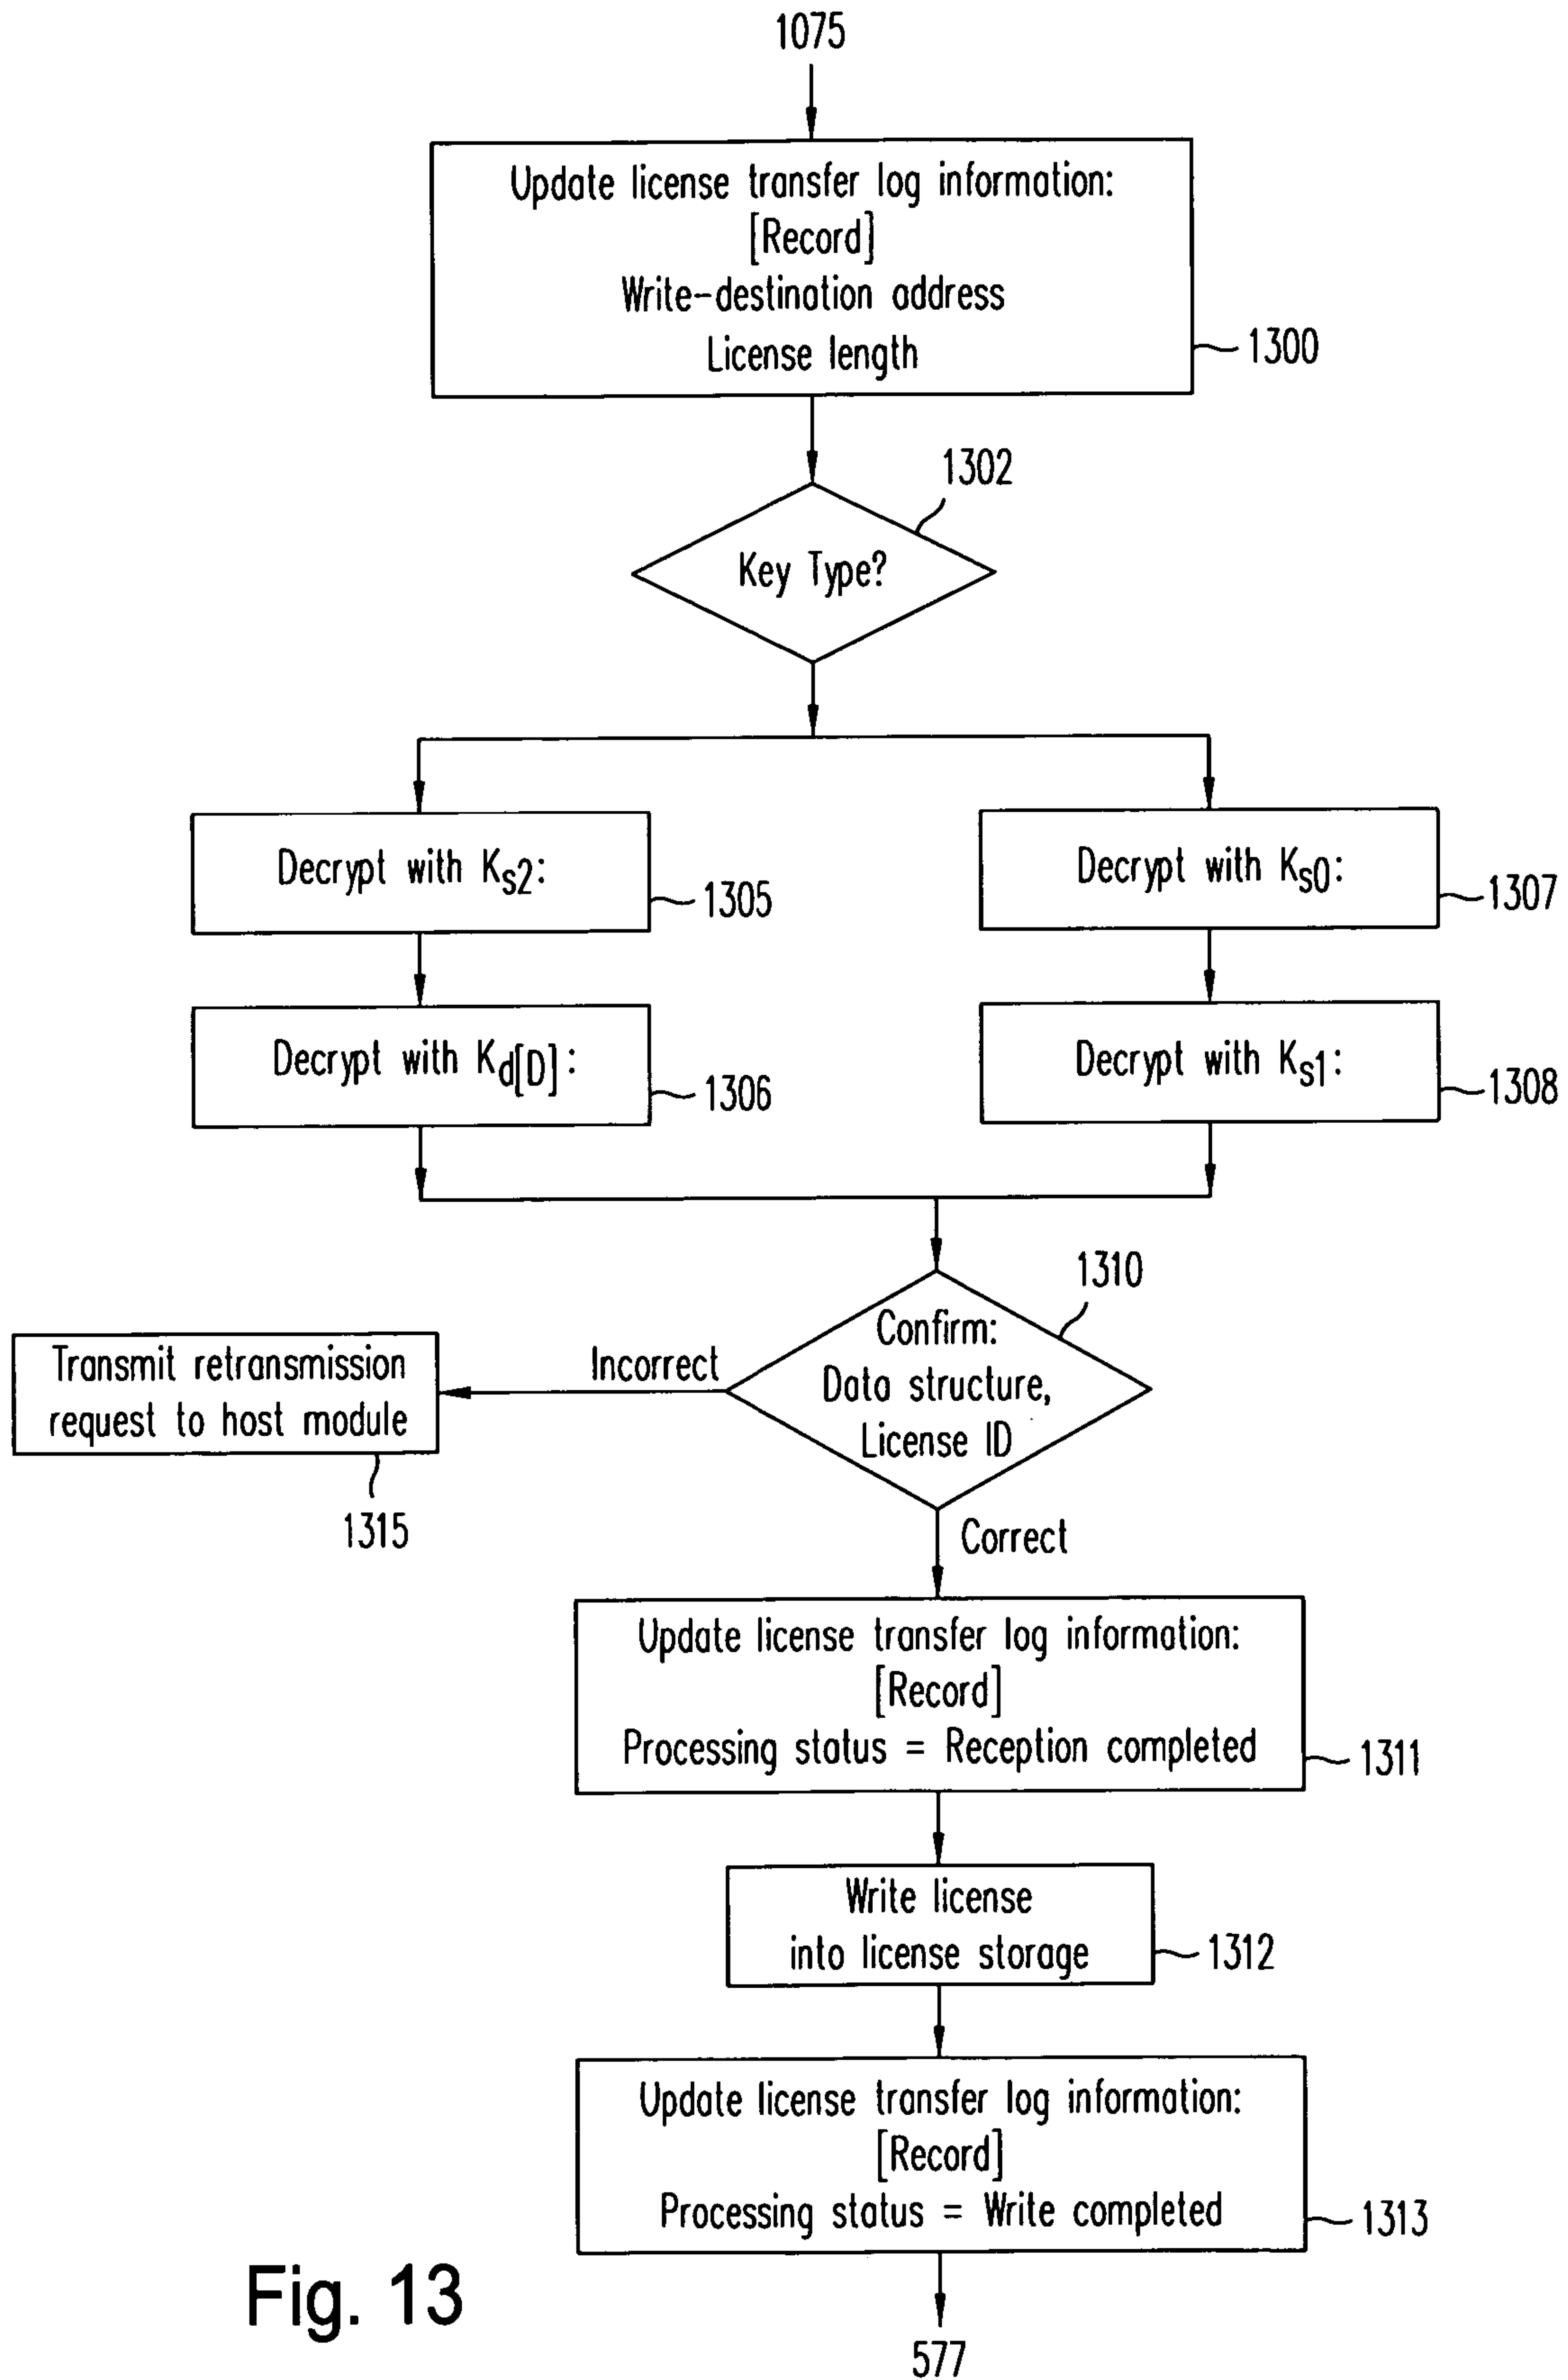 1075
Update license transfer log information:
[Record]
Write-destination address
License length
1300
1302
Key Type?
Decrypt with Ks2:
1305
Decrypt with Ks0:
1307
Decrypt with Kd[D]:
1306
Decrypt with Ks1:
1308
1310
Confirm:
Data structure,
License ID
Incorrect
Transmit retransmission
request to host module
1315
Correct
Update license transfer log information:
[Record]
Processing status = Reception completed
1311
Write license
into license storage
1312
Update license transfer log information:
[Record]
Processing status = Write completed
1313
Fig. 13
577